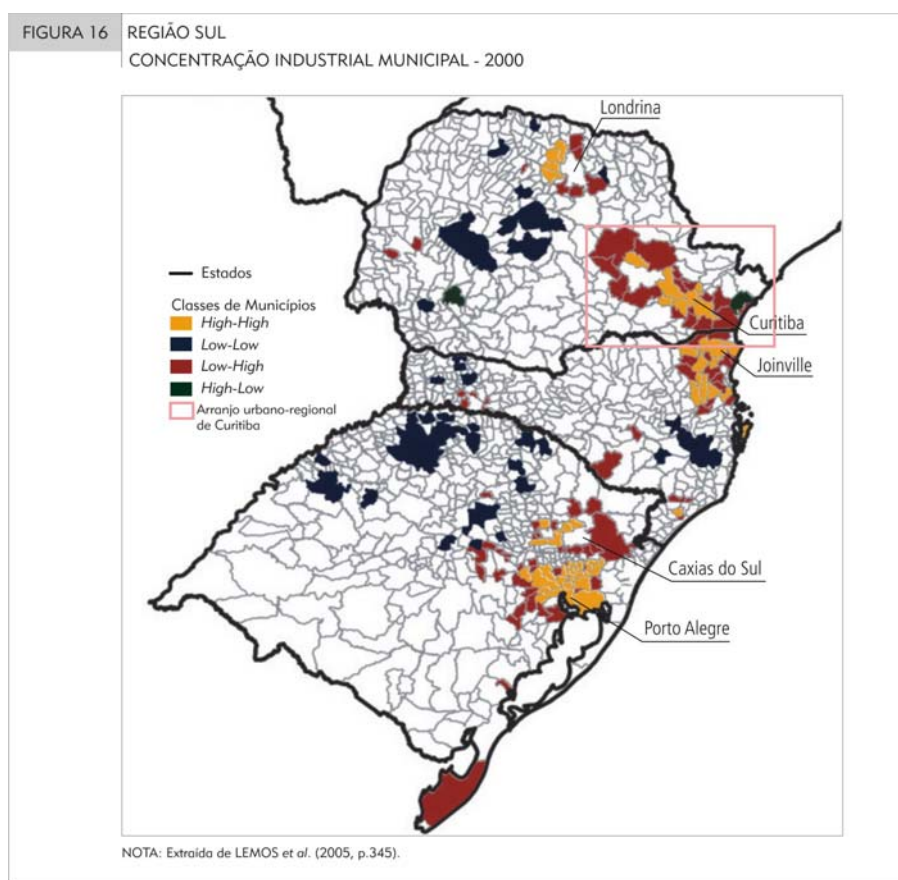 FIGURA 16
REGIÃO SUL
CONCENTRAÇÃO INDUSTRIAL MUNICIPAL - 2000
Londrina
Estados
Classes de Municípios
High-High
Low-Low
Low-High
High-Low
Arranjo urbano-regional
de Curitiba
Curitiba
Joinville
Caxias do Sul
Porto Alegre
NOTA: Extraída de LEMOS et al. (2005, p.345).